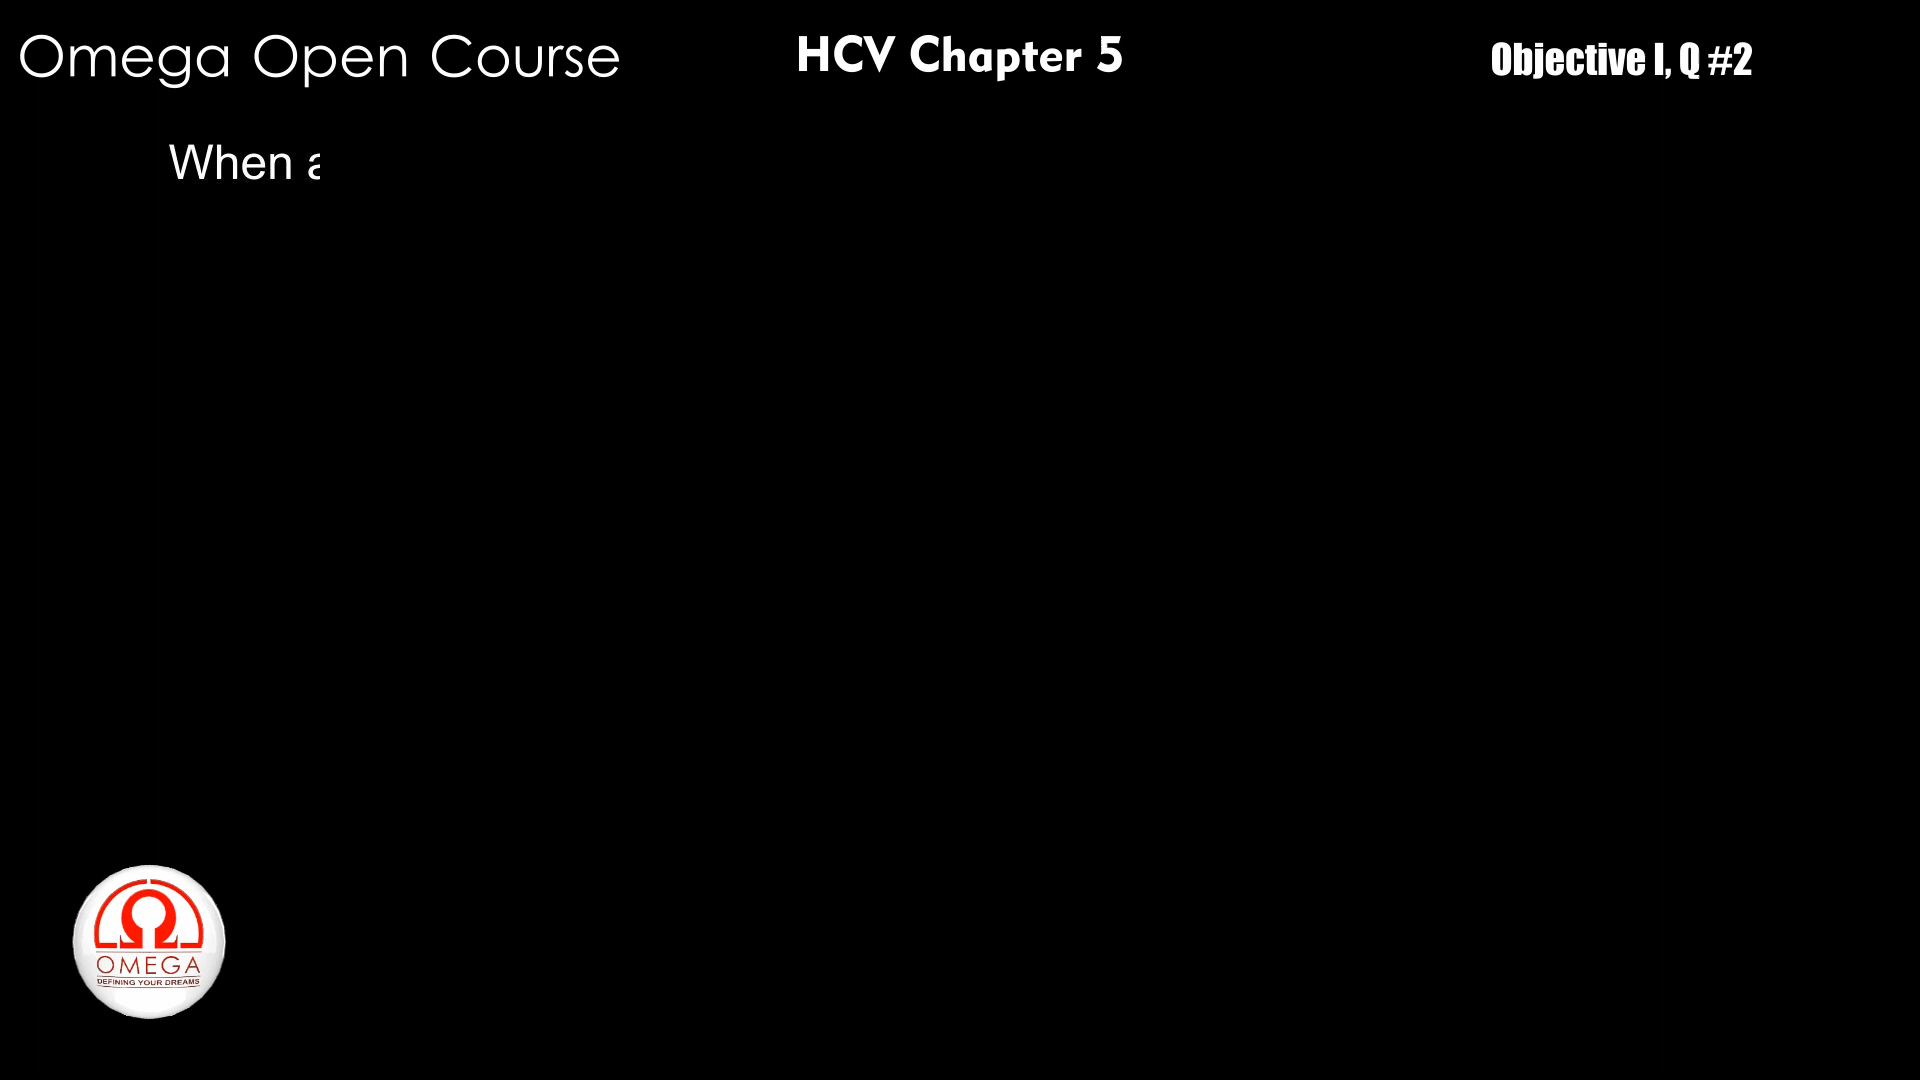 Omega Open Course
HCV Chapter 5
Objective I, Q #2
When a
OMEGA
DEFINING YOUR DREAMS